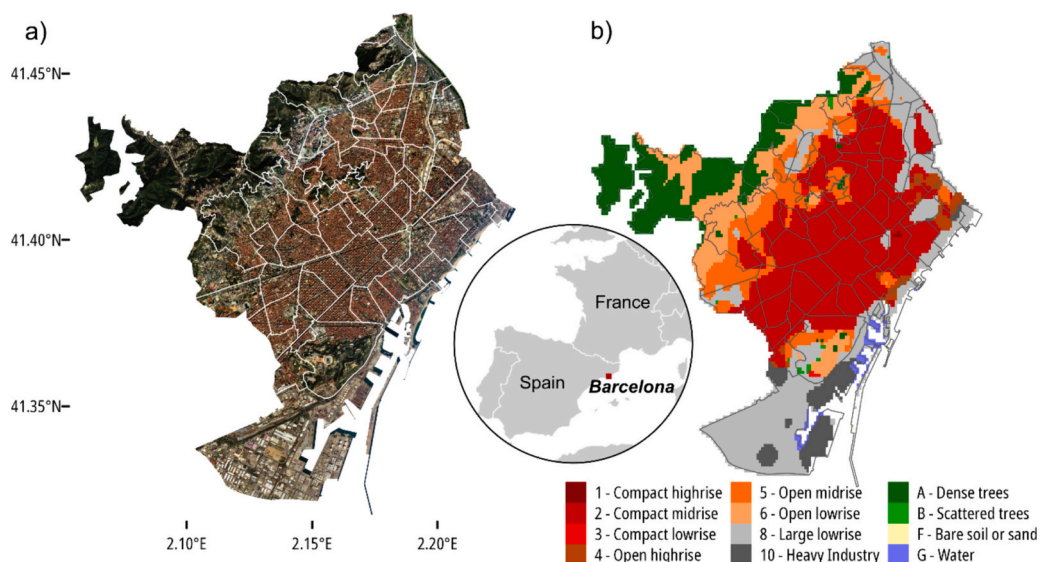 a)
b)
41.45°N
41.40°N
41.35°N
2.10°E
2.15°E
2.20°E
France
Spain
Barcelona
1 - Compact highrise
2 - Compact midrise
3 - Compact lowrise
4 - Open highrise
5 - Open midrise
6 - Open lowrise
8 - Large lowrise
10 - Heavy Industry
A - Dense trees
B - Scattered trees
F - Bare soil or sand
G - Water